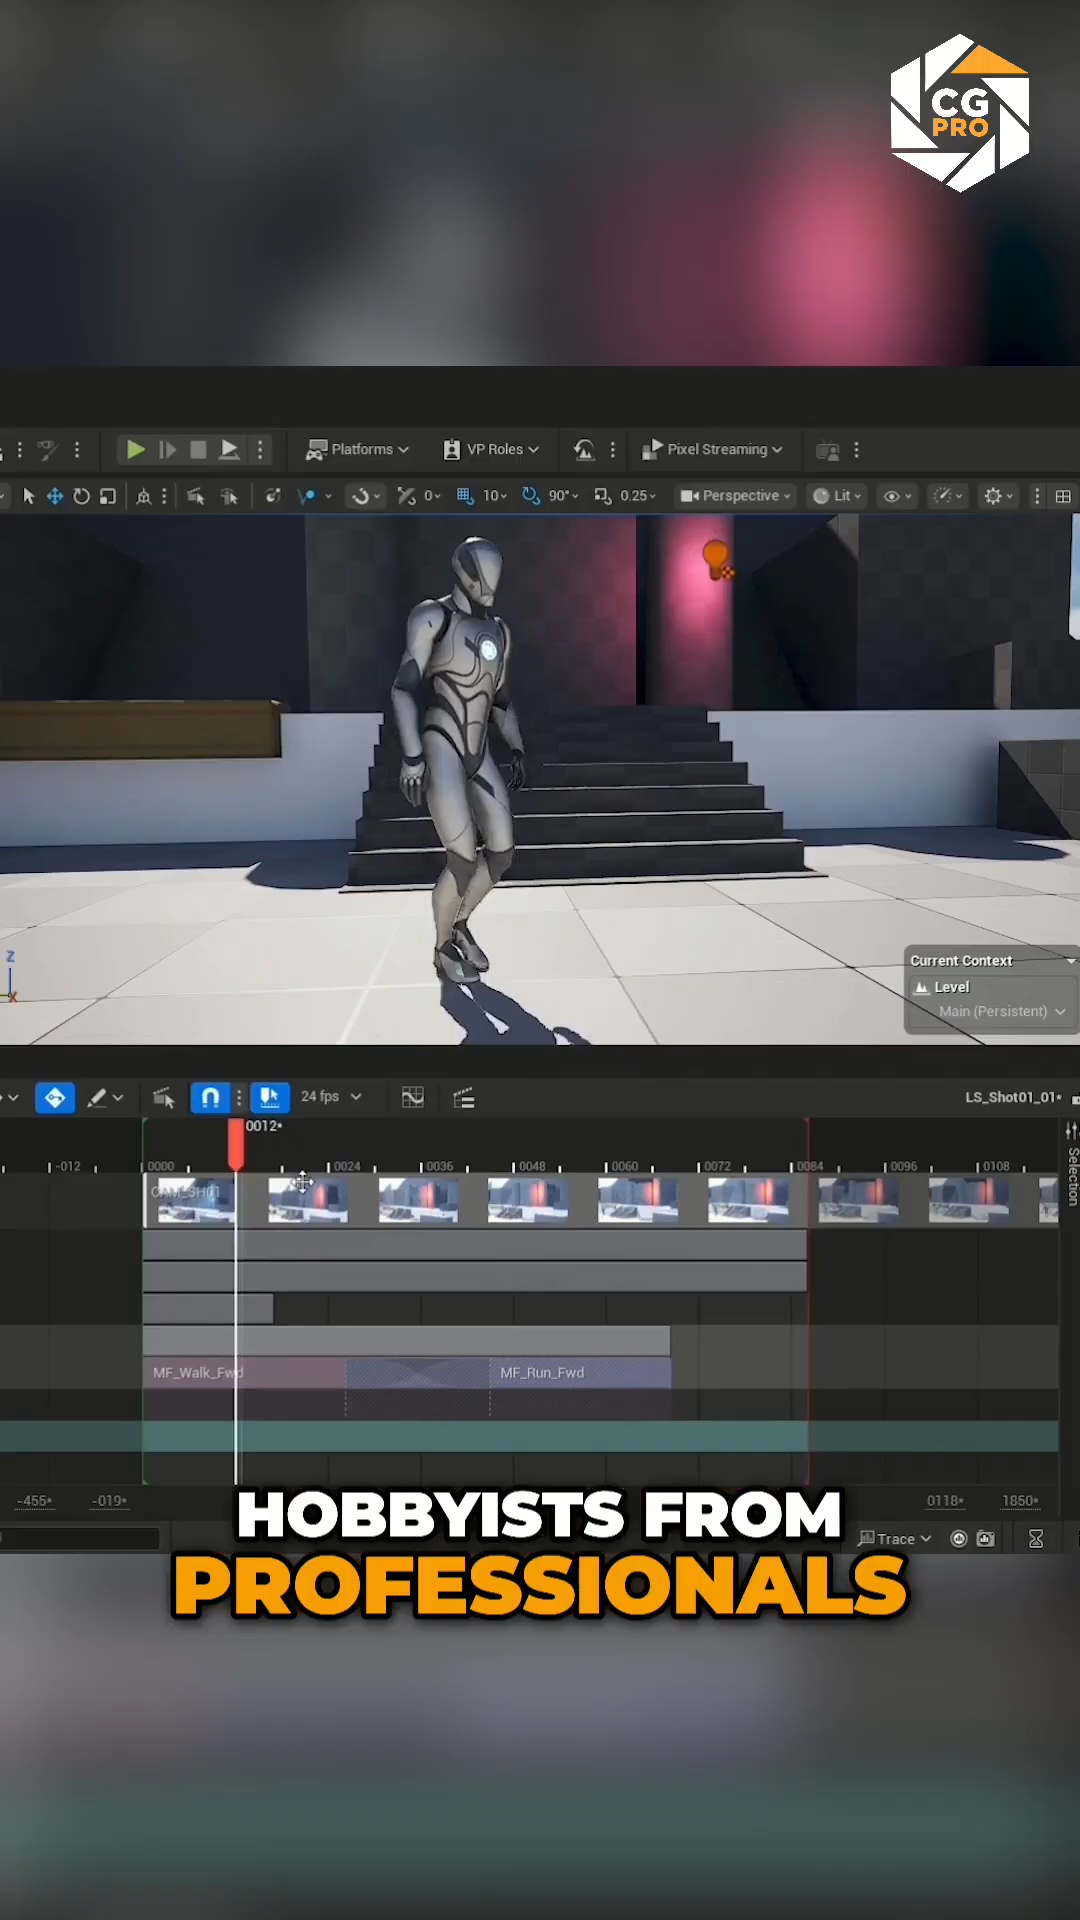 CG
PRO
Platforms
VP Roles
Pixel Streaming
0
10
90°
0.25
Perspective
Lit
Z
X
Current Context
Level
Main (Persistent)
24 fps
LS_Shot01_01*
0012*
-012
0000
0024
0036
0048
0060
0072
0084
0096
0108
Selection
CAM_SH01
MF_Walk_Fwd
MF_Run_Fwd
-455*
-019*
0118*
1850*
HOBBYISTS FROM
Trace
PROFESSIONALS